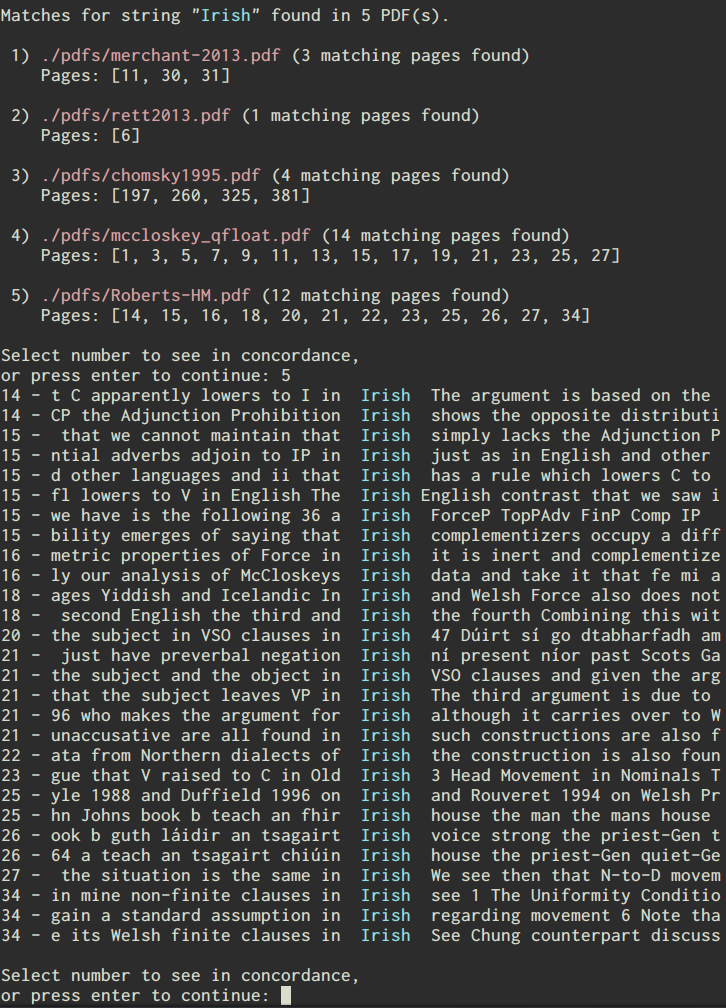 Matches for string "Irish" found in 5 PDF(s).
1) ./pdfs/merchant-2013.pdf (3 matching pages found)
Pages: [11, 30, 31]
2) ./pdfs/rett2013.pdf (1 matching pages found)
Pages: [6]
3) ./pdfs/chomsky1995.pdf (4 matching pages found)
Pages: [197, 260, 325, 381]
4) ./pdfs/mccloskey_qfloat.pdf (14 matching pages found)
Pages: [1, 3, 5, 7, 9, 11, 13, 15, 17, 19, 21, 23, 25, 27]
5) ./pdfs/Roberts-HM.pdf (12 matching pages found)
Pages: [14, 15, 16, 18, 20, 21, 22, 23, 25, 26, 27, 34]
Select number to see in concordance,
or press enter to continue: 5
14 - t C apparently lowers to I in Irish The argument is based on the
14 - CP the Adjunction Prohibition Irish shows the opposite distributi
15 - that we cannot maintain that Irish simply lacks the Adjunction P
15 - ntial adverbs adjoin to IP in Irish just as in English and other
15 - d other languages and ii that Irish has a rule which lowers C to
15 - fl lowers to V in English The Irish English contrast that we saw i
15 - we have is the following 36 a Irish ForceP TopPAdv FinP Comp IP
15 - bility emerges of saying that Irish complementizers occupy a diff
16 - metric properties of Force in Irish it is inert and complementize
16 - ly our analysis of McCloskeys Irish data and take it that fe mi a
18 - ages Yiddish and Icelandic In Irish and Welsh Force also does not
18 - second English the third and Irish the fourth Combining this wit
20 - the subject in VSO clauses in Irish 47 Dúirt sí go dtabharfadh am
21 - just have preverbal negation Irish ní present níor past Scots Ga
21 - the subject and the object in Irish VSO clauses and given the arg
21 - that the subject leaves VP in Irish The third argument is due to
21 - 96 who makes the argument for Irish although it carries over to W
21 - unaccusative are all found in Irish such constructions are also f
22 - ata from Northern dialects of Irish the construction is also foun
23 - gue that V raised to C in Old Irish 3 Head Movement in Nominals T
25 - yle 1988 and Duffield 1996 on Irish and Rouveret 1994 on Welsh Pr
25 - hn Johns book b teach an fhir Irish house the man the mans house
26 - ook b guth láidir an tsagairt Irish voice strong the priest-Gen t
26 - 64 a teach an tsagairt chiúin Irish house the priest-Gen quiet-Ge
27 - the situation is the same in Irish We see then that N-to-D movem
34 - in mine non-finite clauses in Irish see 1 The Uniformity Conditio
34 - gain a standard assumption in Irish regarding movement 6 Note tha
34 - e its Welsh finite clauses in Irish See Chung counterpart discuss
Select number to see in concordance,
or press enter to continue: